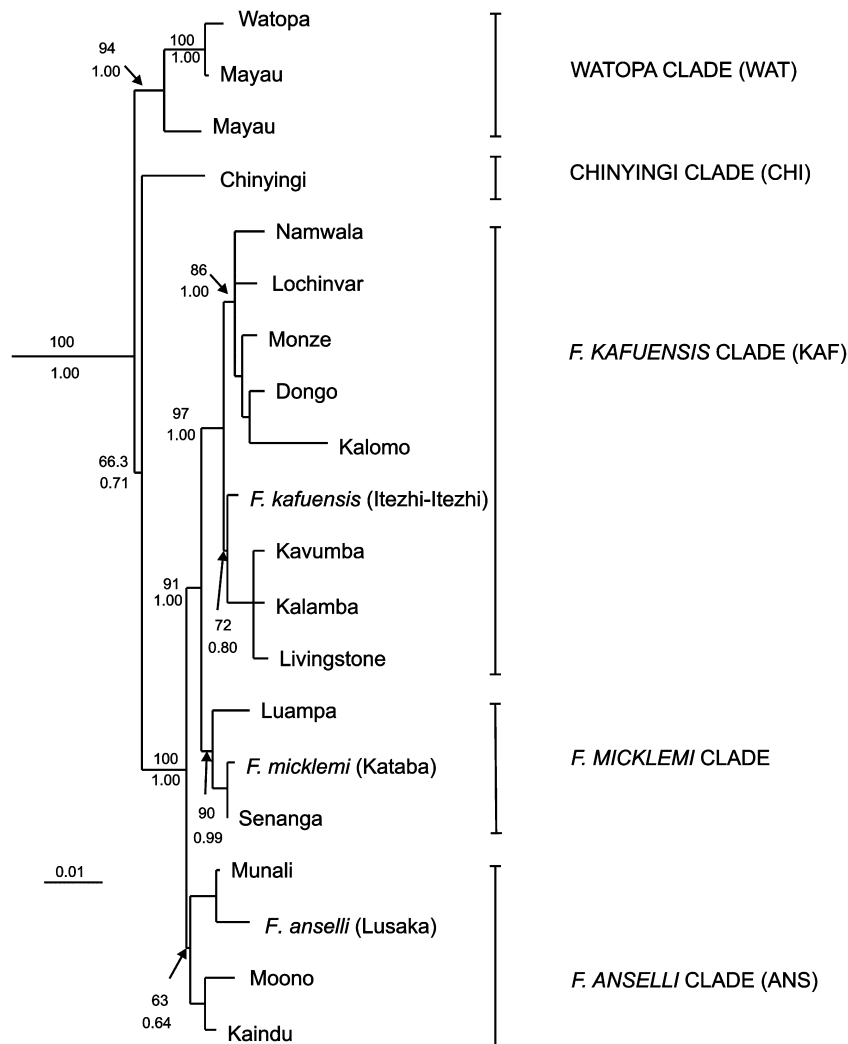 Watopa
94
100
1.00
1.00
Mayau
WATOPA CLADE (WAT)
Mayau
Chinyingi
CHINYINGI CLADE (CHI)
Namwala
86
1.00
Lochinvar
Monze
100
1.00
F. KAFUENSIS CLADE (KAF)
Dongo
97
1.00
Kalomo
66.3
0.71
F. kafuensis (Itezhi-Itezhi)
Kavumba
91
1.00
Kalamba
72
0.80
Livingstone
Luampa
100
1.00
F. micklemi (Kataba)
F. MICKLEMI CLADE
90
0.99
Senanga
0.01
Munali
F. anselli (Lusaka)
63
0.64
Moono
F. ANSELLI CLADE (ANS)
Kaindu